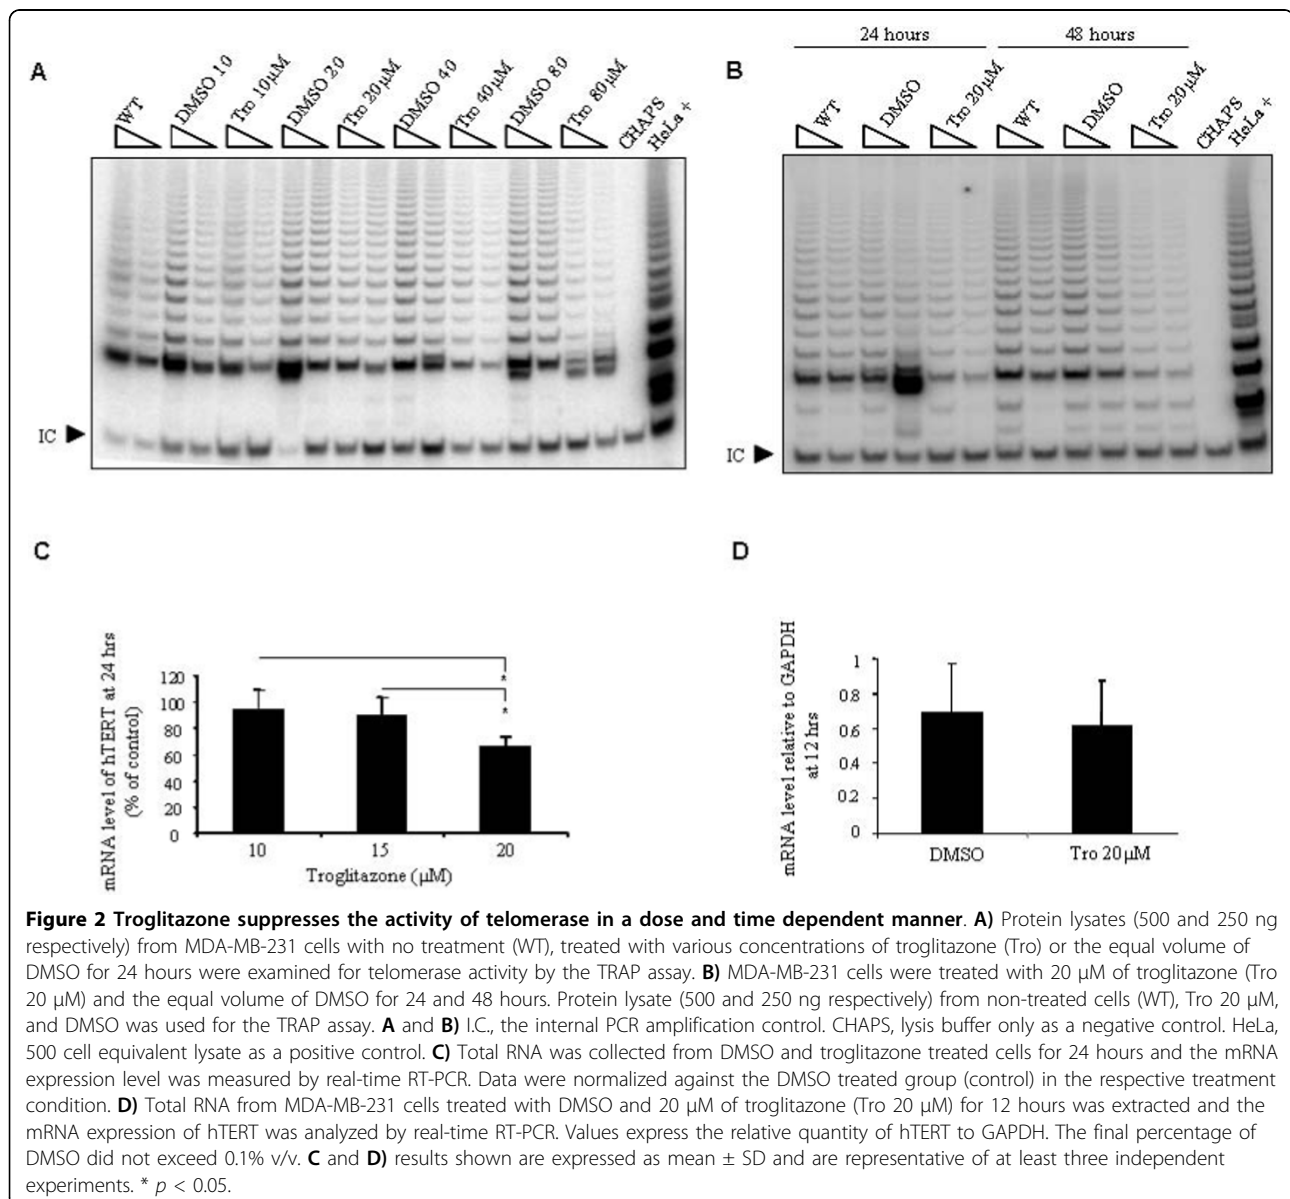 A
WT
DMSO 10
Tro 10µM
DMSO 20
Tro 20µM
DMSO 40
Tro 40µM
DMSO 80
Tro 80µM
CHAPS
HeLa +
IC
B
24 hours
48 hours
WT
DMSO
Tro 20µM
WT
DMSO
Tro 20µM
CHAPS
HeLa +
IC
C
mRNA level of hTERT at 24 hrs
(% of control)
120
100
80
60
40
20
0
*
*
10
15
20
Troglitazone (µM)
D
mRNA level relative to GAPDH
at 12 hrs
1
0.8
0.6
0.4
0.2
0
DMSO
Tro 20µM
Figure 2 Troglitazone suppresses the activity of telomerase in a dose and time dependent manner. A) Protein lysates (500 and 250 ng
respectively) from MDA-MB-231 cells with no treatment (WT), treated with various concentrations of troglitazone (Tro) or the equal volume of
DMSO for 24 hours were examined for telomerase activity by the TRAP assay. B) MDA-MB-231 cells were treated with 20 µM of troglitazone (Tro
20 µM) and the equal volume of DMSO for 24 and 48 hours. Protein lysate (500 and 250 ng respectively) from non-treated cells (WT), Tro 20 µM,
and DMSO was used for the TRAP assay. A and B) I.C., the internal PCR amplification control. CHAPS, lysis buffer only as a negative control. HeLa,
500 cell equivalent lysate as a positive control. C) Total RNA was collected from DMSO and troglitazone treated cells for 24 hours and the mRNA
expression level was measured by real-time RT-PCR. Data were normalized against the DMSO treated group (control) in the respective treatment
condition. D) Total RNA from MDA-MB-231 cells treated with DMSO and 20 µM of troglitazone (Tro 20 µM) for 12 hours was extracted and the
mRNA expression of hTERT was analyzed by real-time RT-PCR. Values express the relative quantity of hTERT to GAPDH. The final percentage of
DMSO did not exceed 0.1% v/v. C and D) results shown are expressed as mean ± SD and are representative of at least three independent
experiments. * p < 0.05.